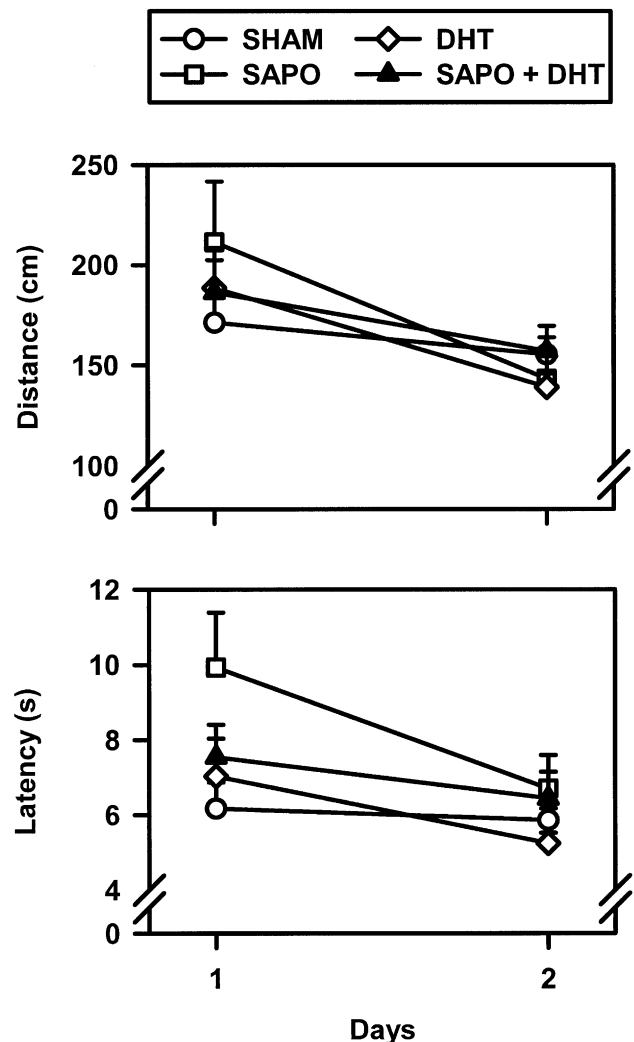 SHAM DHT
SAPO SAPO + DHT
250
200
150
100
0
Distance (cm)
12
10
8
6
4
0
Latency (s)
1 2
Days